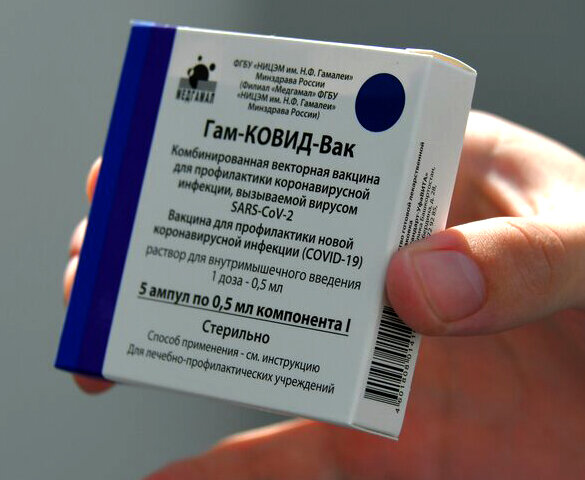 МЕДГАМАЛ
ФГБУ «НИЦЭМ им. Н.Ф. Гамалеи»
Минздрава России
(Филиал «Медгамал» ФГБУ
«НИЦЭМ им. Н.Ф. Гамалеи»
Минздрава России)
Гам-КОВИД-Вак
Комбинированная векторная вакцина
для профилактики коронавирусной
инфекции, вызываемой вирусом
SARS-CoV-2
Вакцина для профилактики новой
коронавирусной инфекции (COVID-19)
раствор для внутримышечного введения
1 доза - 0,5 мл
5 ампул по 0,5 мл компонента I
Стерильно
Способ применения - см. инструкцию
Для лечебно-профилактических учреждений